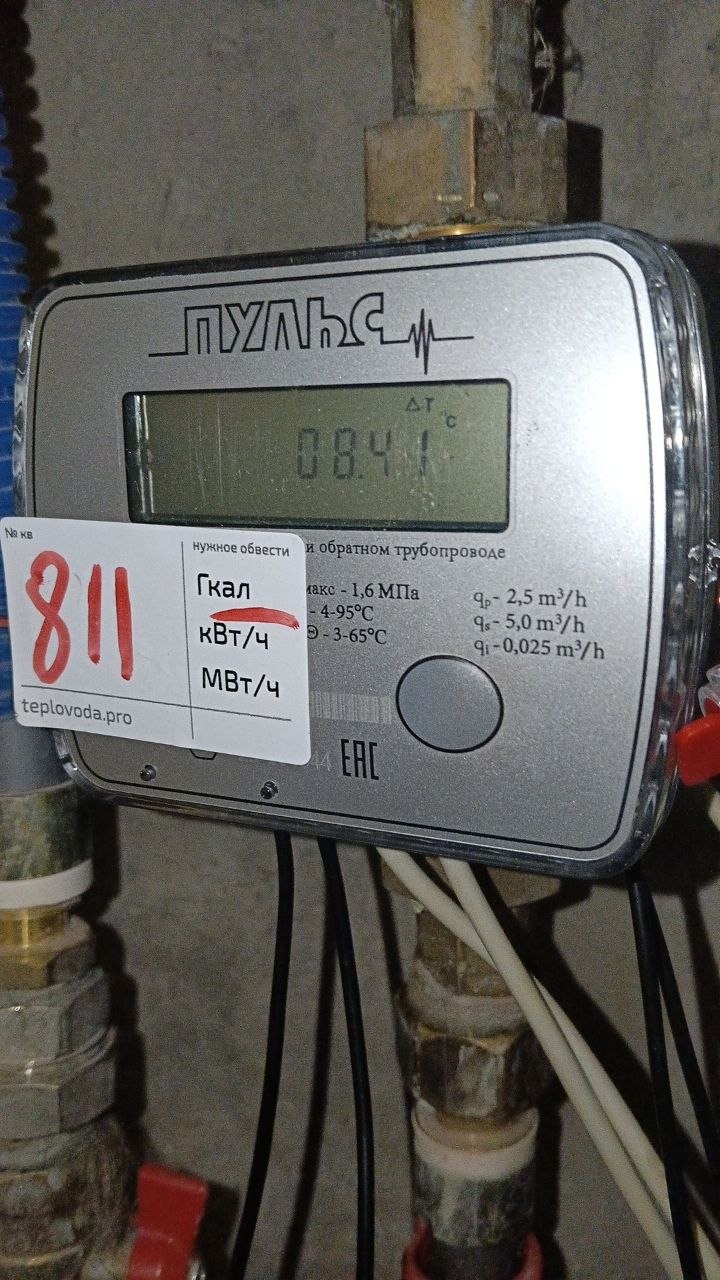 ПУЛЬС
ΔT °C
08.41
и обратном трубопроводе
- 1,6 МПа
- 4-95°C
- 3-65°C
qp- 2,5 m³/h
qs- 5,0 m³/h
qi-0,025 m³/h
№ кв
811
нужное обвести
Гкал
кВт/ч
МВт/ч
teplovoda.pro
44
EAC